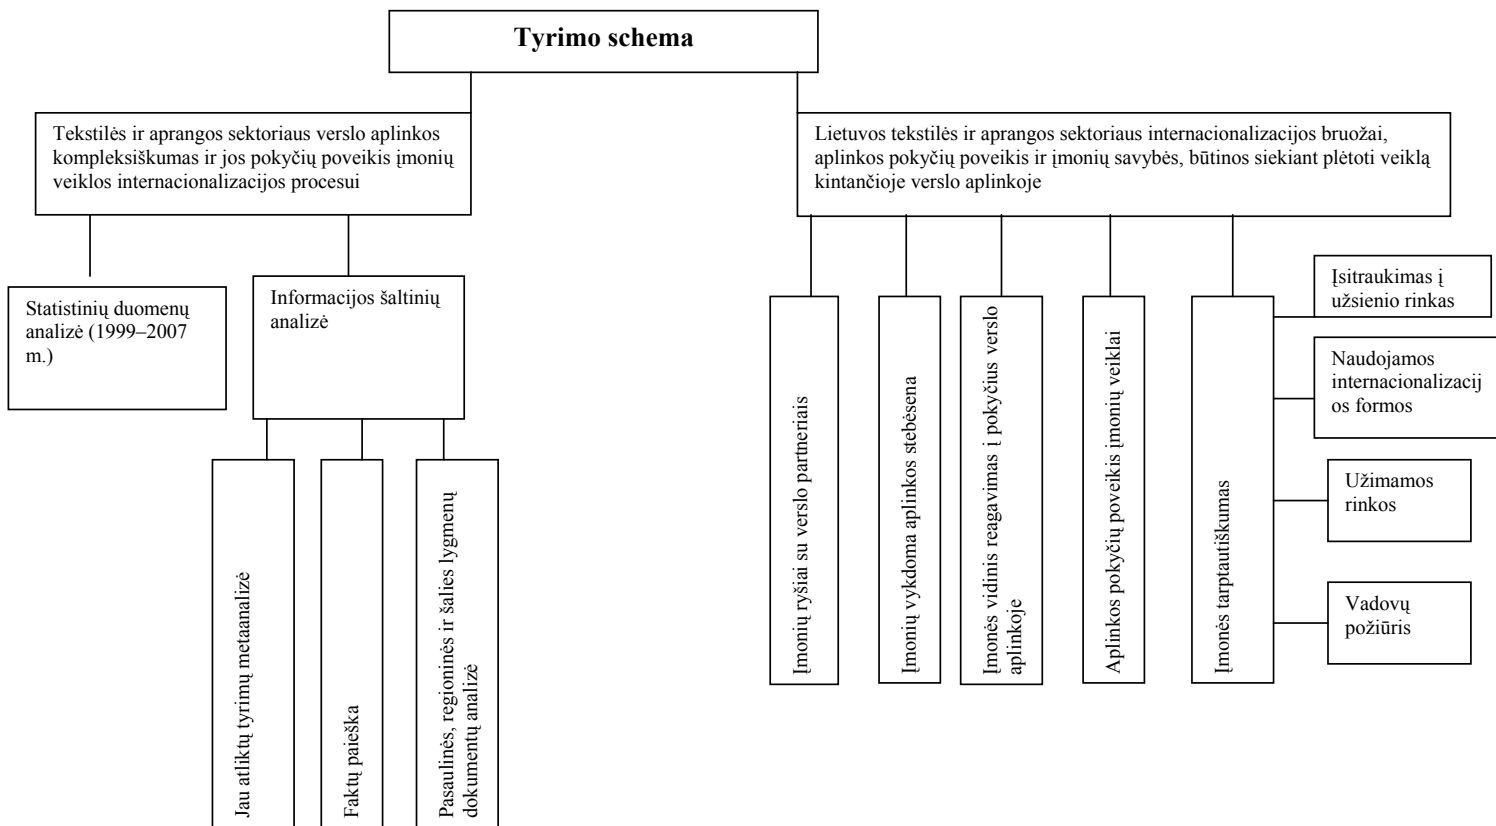 Tyrimo schema
Tekstilės ir aprangos sektoriaus verslo aplinkos
kompleksiškumas ir jos pokyčių poveikis įmonių
veiklos internacionalizacijos procesui
Lietuvos tekstilės ir aprangos sektoriaus internacionalizacijos bruožai,
aplinkos pokyčių poveikis ir įmonių savybės, būtinos siekiant plėtoti veiklą
kintančioje verslo aplinkoje
Statistinių duomenų
analizė (1999–2007
m.)
Informacijos šaltinių
analizė
Jau atliktų tyrimų metaanalizė
Faktų paieška
Pasaulinės, regioninės ir šalies lygmenų
dokumentų analizė
Įmonių ryšiai su verslo partneriais
Įmonių vykdoma aplinkos stebėsena
Įmonės vidinis reagavimas į pokyčius verslo
aplinkoje
Aplinkos pokyčių poveikis įmonių veiklai
Įmonės tarptautiškumas
Įsitraukimas į
užsienio rinkas
Naudojamos
internacionalizacij
os formos
Užimamos
rinkos
Vadovų
požiūris